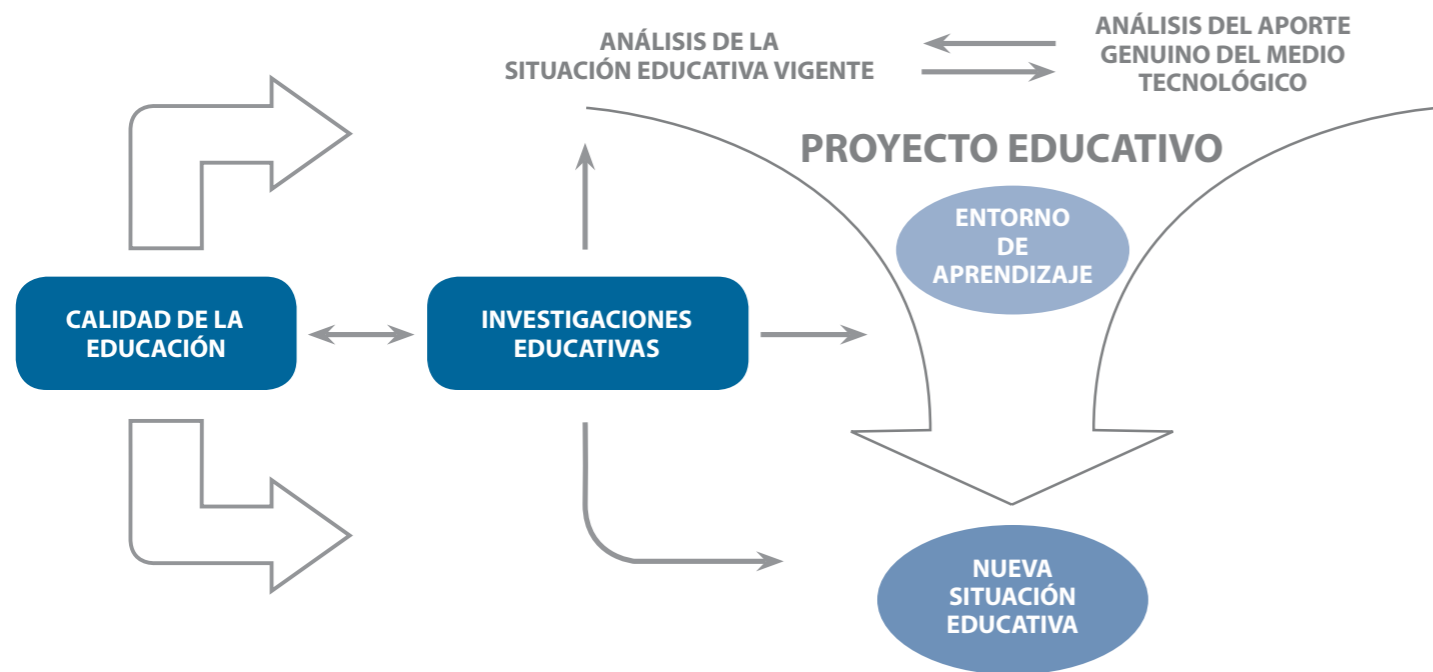 ANÁLISIS DE LA
SITUACIÓN EDUCATIVA VIGENTE
ANÁLISIS DEL APORTE
GENUINO DEL MEDIO
TECNOLÓGICO
PROYECTO EDUCATIVO
ENTORNO
DE
APRENDIZAJE
CALIDAD DE LA
EDUCACIÓN
INVESTIGACIONES
EDUCATIVAS
NUEVA
SITUACIÓN
EDUCATIVA